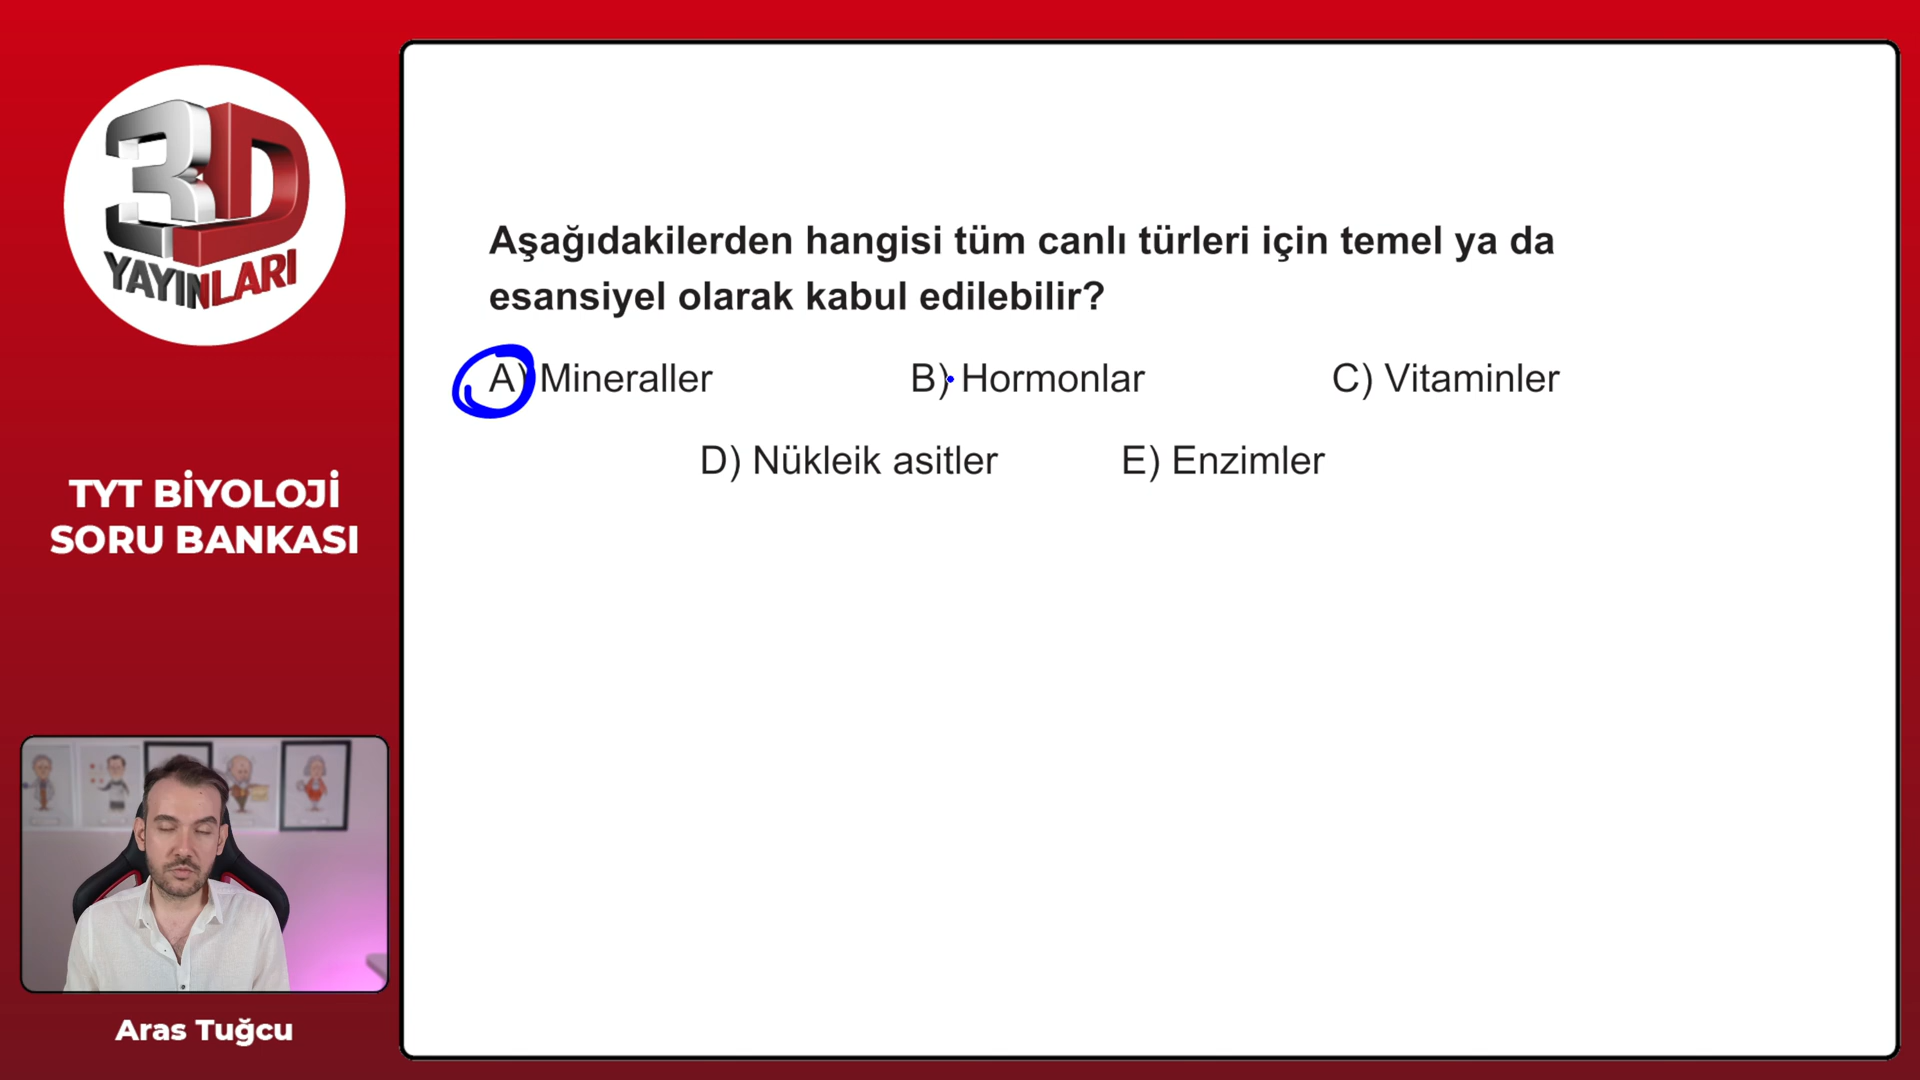 3D
YAYINLARI
TYT BİYOLOJİ
SORU BANKASI
Aras Tuğcu
Aşağıdakilerden hangisi tüm canlı türleri için temel ya da
esansiyel olarak kabul edilebilir?
A) Mineraller B) Hormonlar C) Vitaminler
D) Nükleik asitler E) Enzimler